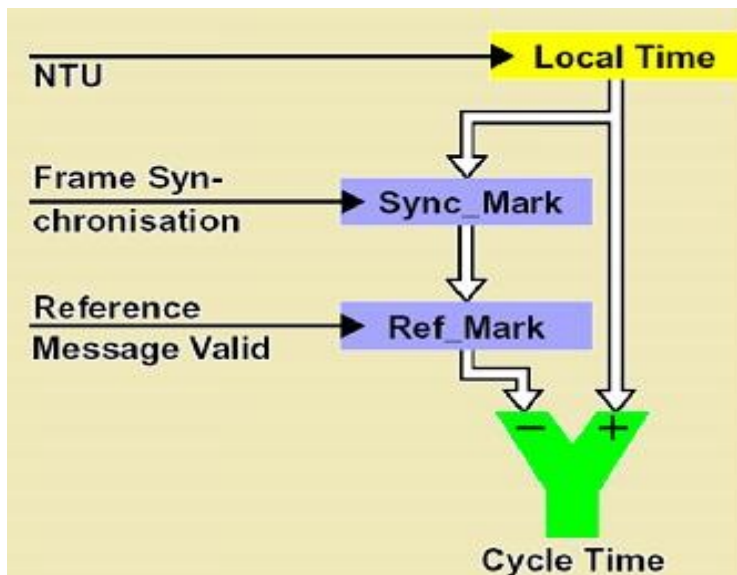 Local Time
NTU
Frame Syn-
chronisation
Sync_Mark
Reference
Message Valid
Ref_Mark
− +
Cycle Time